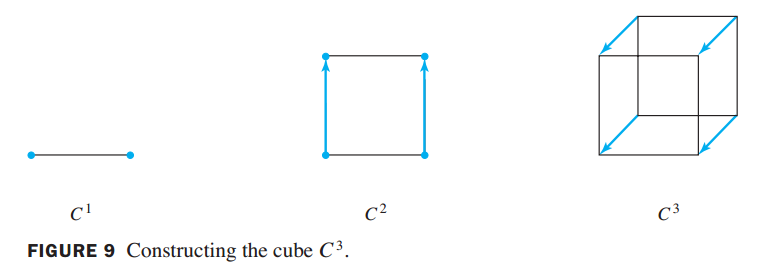 C¹ C² C³
FIGURE 9 Constructing the cube C³.